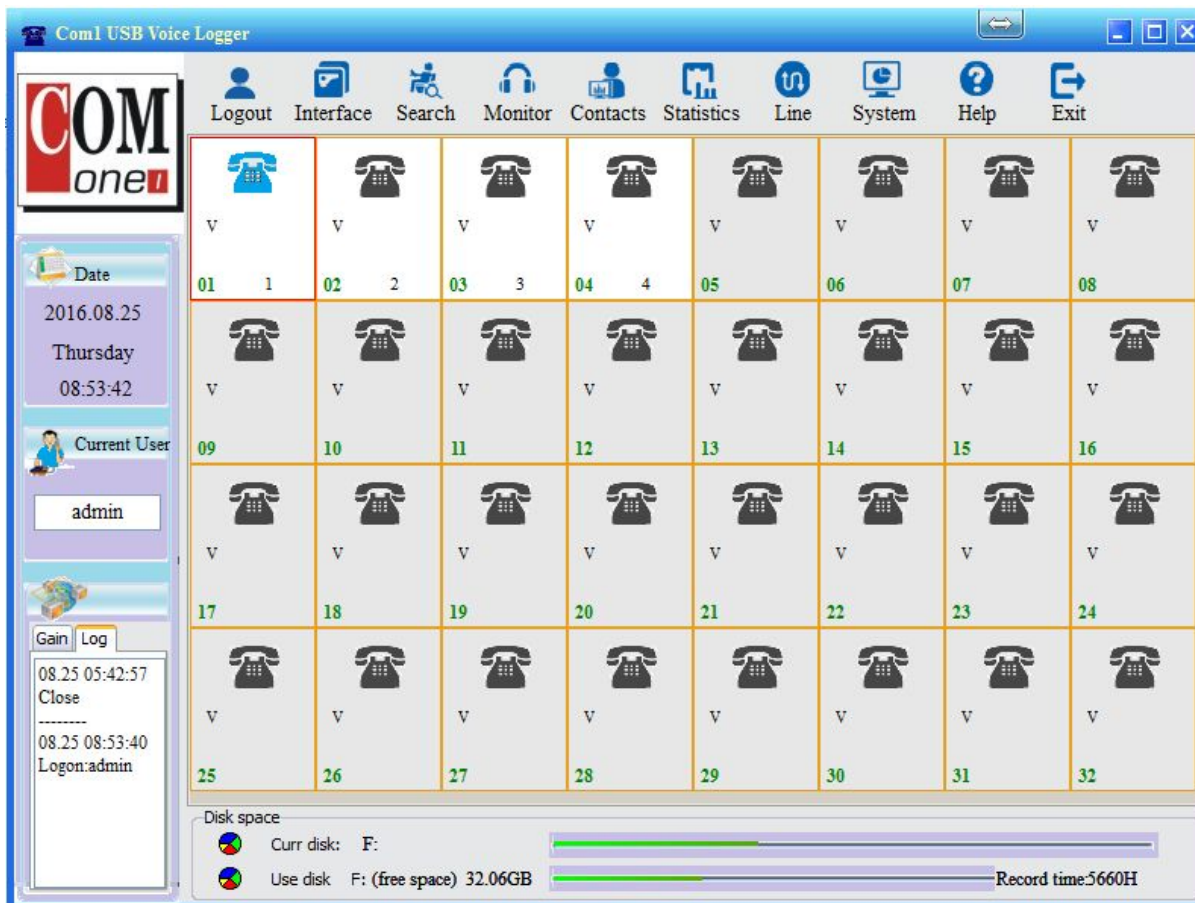 Com1 USB Voice Logger
COM
one1
Logout Interface Search Monitor Contacts Statistics Line System Help Exit
V V V V V V V V
01 1 02 2 03 3 04 4 05 06 07 08
V V V V V V V V
09 10 11 12 13 14 15 16
V V V V V V V V
17 18 19 20 21 22 23 24
V V V V V V V V
25 26 27 28 29 30 31 32
Date
2016.08.25
Thursday
08:53:42
Current User
admin
Gain Log
08.25 05:42:57
Close
--------
08.25 08:53:40
Logon:admin
Disk space
Curr disk: F:
Use disk F: (free space) 32.06GB Record time:5660H